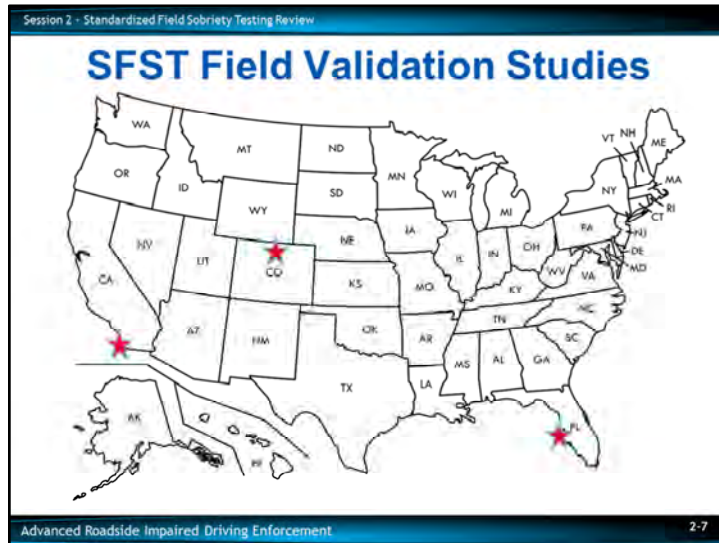 Session 2 - Standardized Field Sobriety Testing Review
SFST Field Validation Studies
WA
MT
ND
MN
VT NH
ME
OR
ID
SD
WI
MI
NY
MA
WY
RI
CT
NV
NE
IA
PA
NJ
UT
CO
IL
IN
OH
DE
CA
KS
MO
WV
VA
MD
KY
NC
AZ
NM
OK
TN
AR
SC
TX
LA
MS
AL
GA
AK
HI
FL
Advanced Roadside Impaired Driving Enforcement
2-7